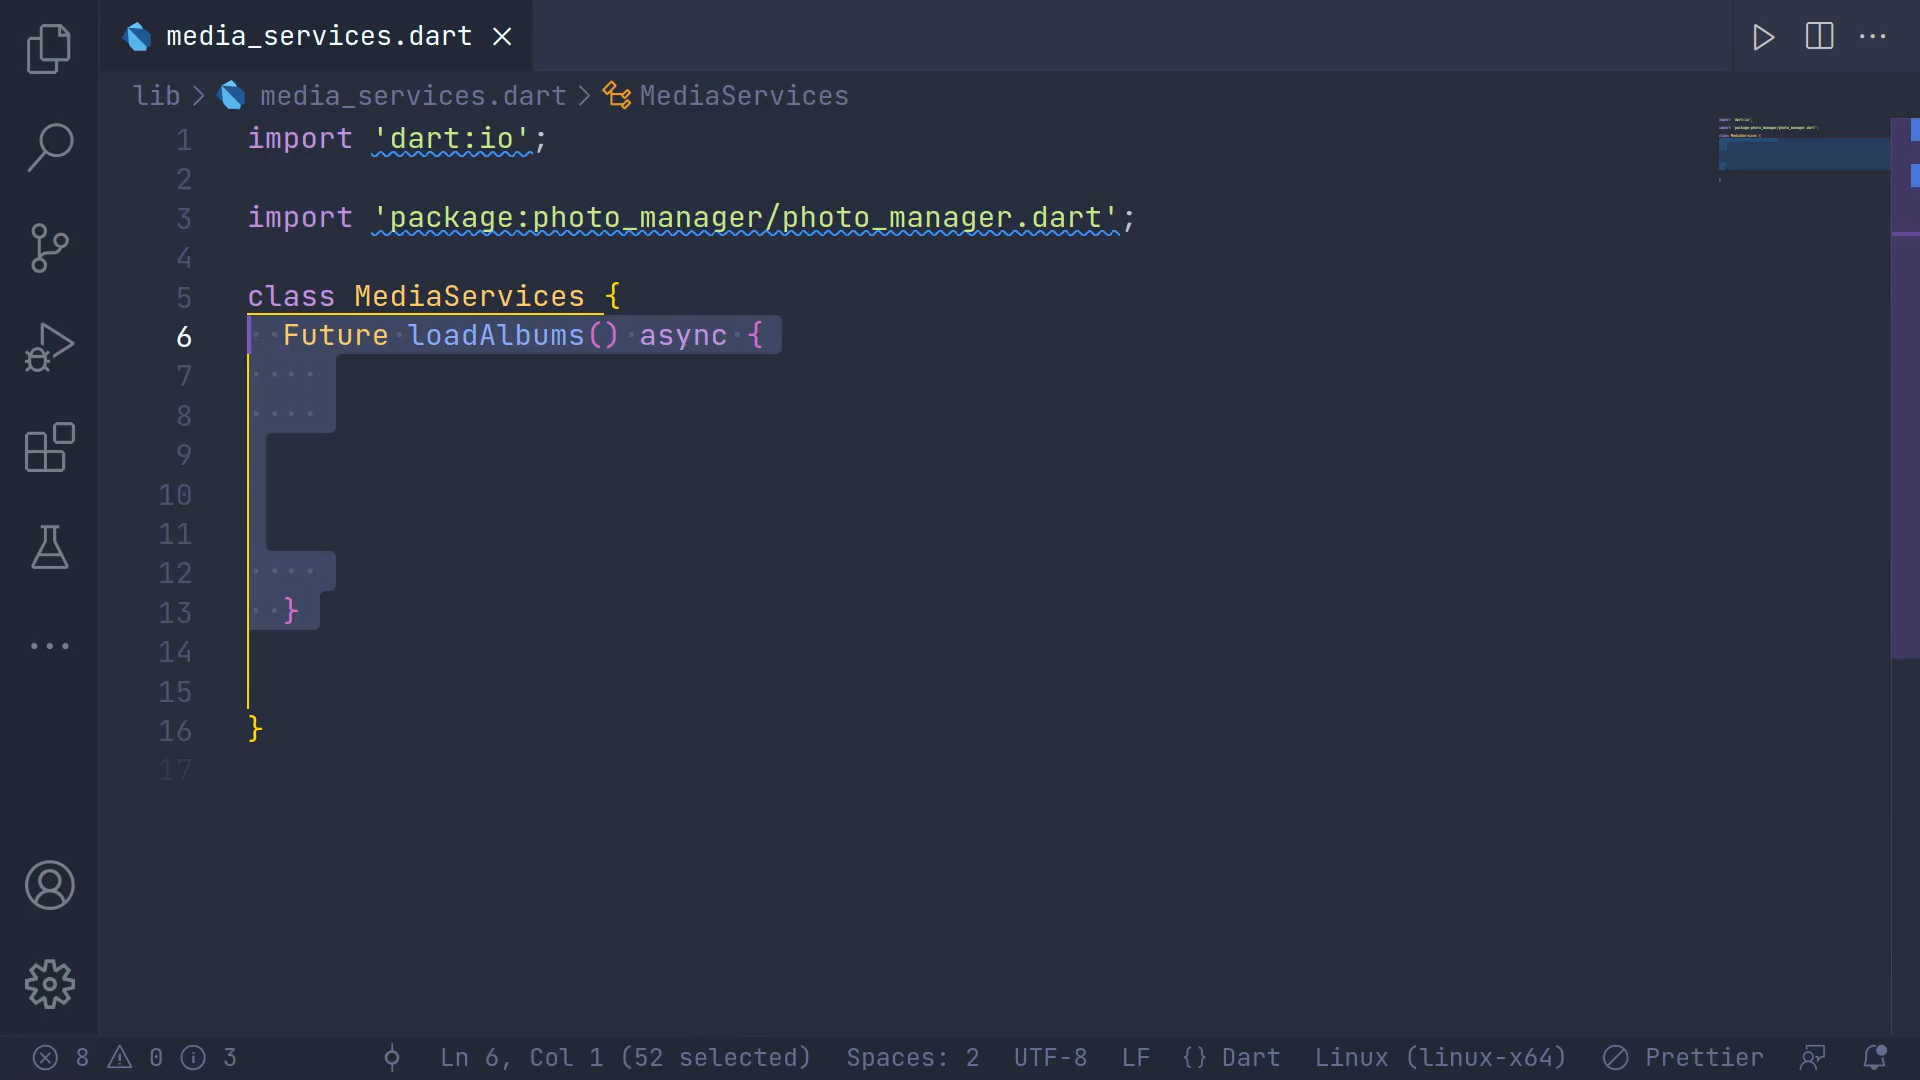 media_services.dart
lib > media_services.dart > MediaServices
1 import 'dart:io';
2
3 import 'package:photo_manager/photo_manager.dart';
4
5 class MediaServices {
6 Future loadAlbums() async {
7
8
9
10
11
12
13 }
14
15
16 }
17
8 0 3 Ln 6, Col 1 (52 selected) Spaces: 2 UTF-8 LF {} Dart Linux (linux-x64) Prettier